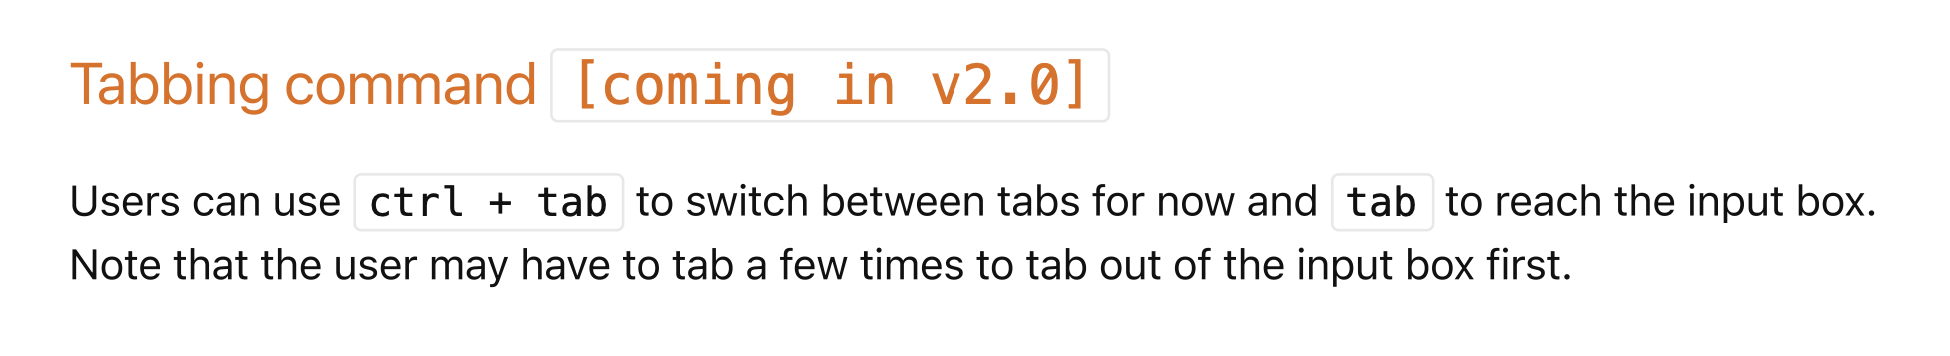 Tabbing command [coming in v2.0]
Users can use ctrl + tab to switch between tabs for now and tab to reach the input box.
Note that the user may have to tab a few times to tab out of the input box first.